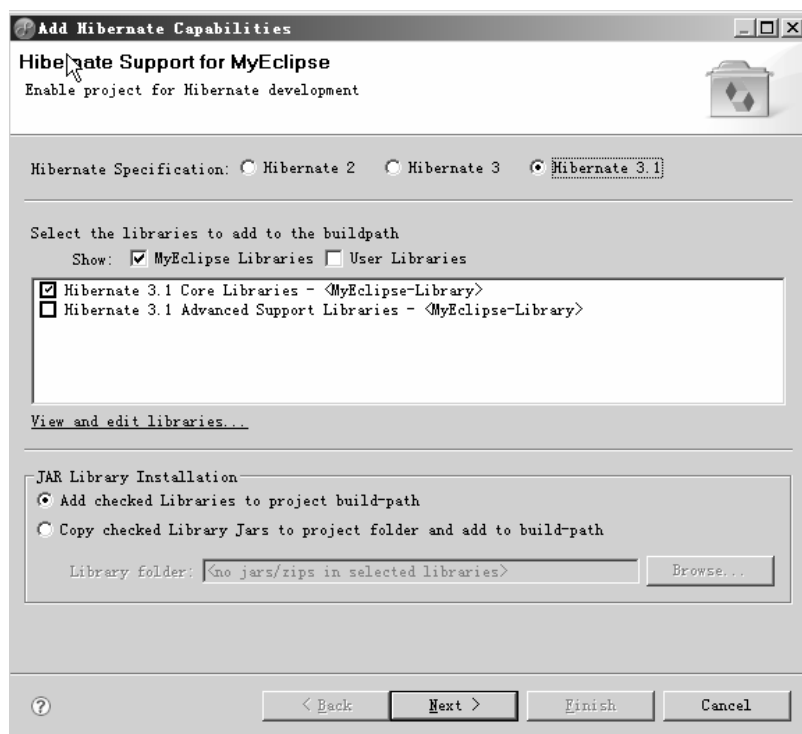 Add Hibernate Capabilities
Hibernate Support for MyEclipse
Enable project for Hibernate development
Hibernate Specification: Hibernate 2 Hibernate 3 Hibernate 3.1
Select the libraries to add to the buildpath
Show: MyEclipse Libraries User Libraries
Hibernate 3.1 Core Libraries - <MyEclipse-Library>
Hibernate 3.1 Advanced Support Libraries - <MyEclipse-Library>
View and edit libraries...
JAR Library Installation
Add checked Libraries to project build-path
Copy checked Library Jars to project folder and add to build-path
Library folder: <no jars/zips in selected libraries> Browse...
? < Back Next > Finish Cancel